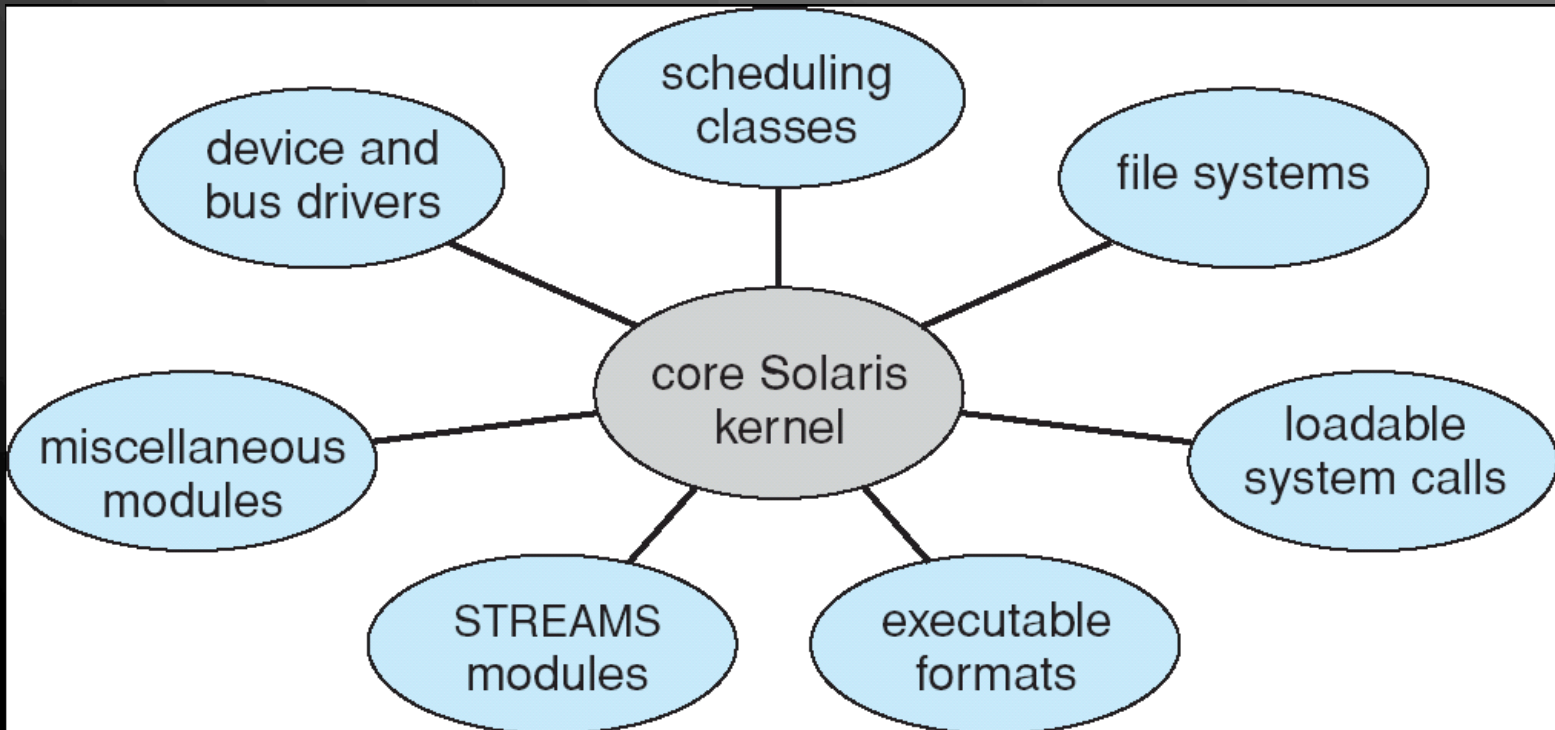 scheduling
classes
device and
bus drivers
file systems
core Solaris
kernel
miscellaneous
modules
loadable
system calls
STREAMS
modules
executable
formats